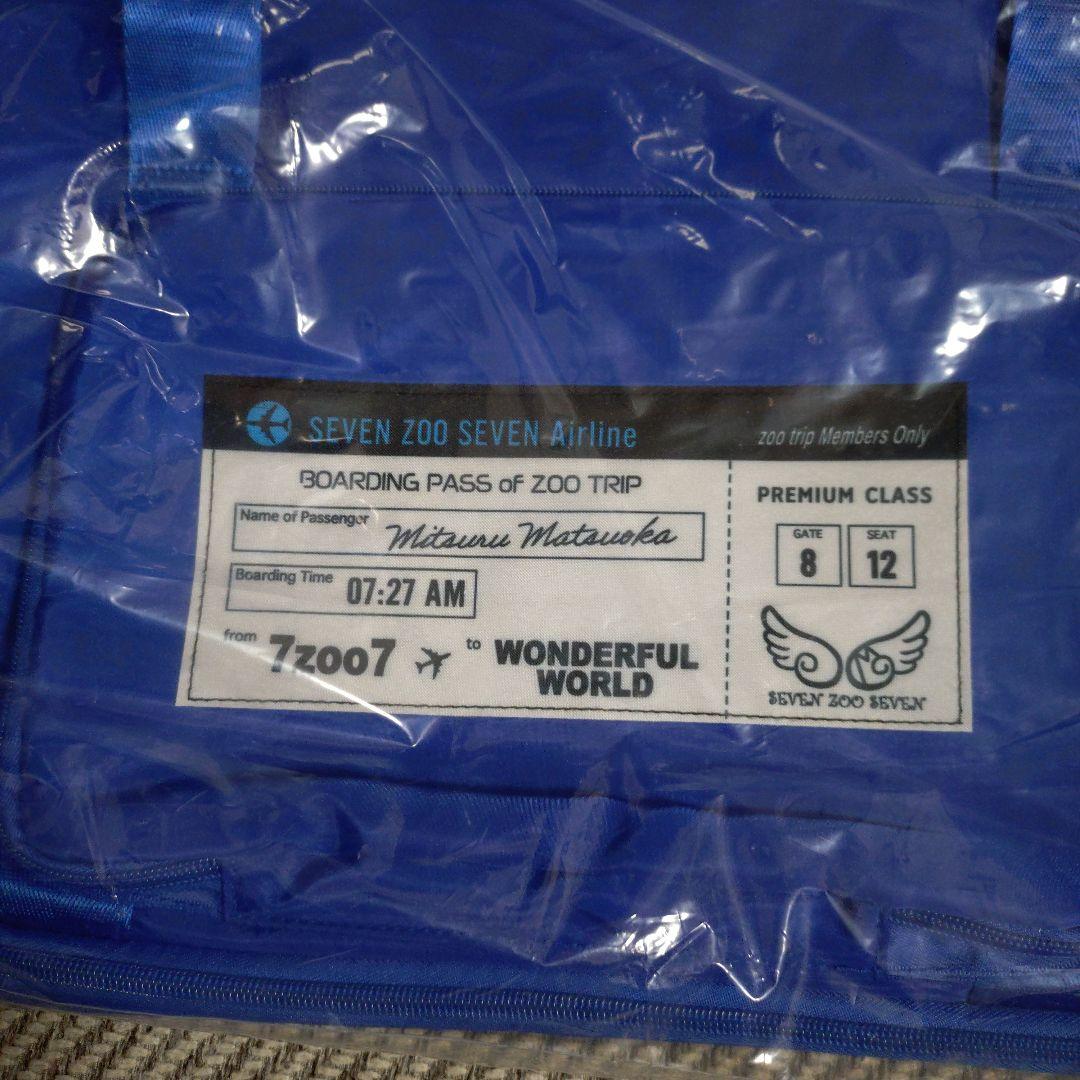 SEVEN ZOO SEVEN Airline
zoo trip Members Only
BOARDING PASS of ZOO TRIP
Name of Passenger Mitsuru Matsuoka
Boarding Time 07:27 AM
from 7zoo7 to WONDERFUL
WORLD
PREMIUM CLASS
GATE SEAT
8 12
SEVEN ZOO SEVEN